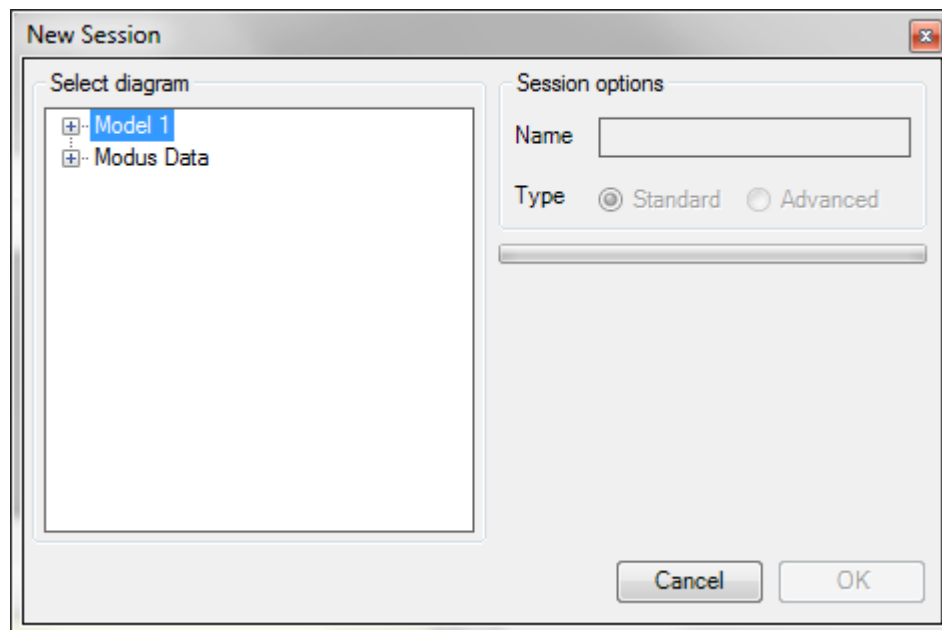 New Session
Select diagram
Model 1
Modus Data
Session options
Name
Type Standard Advanced
Cancel OK